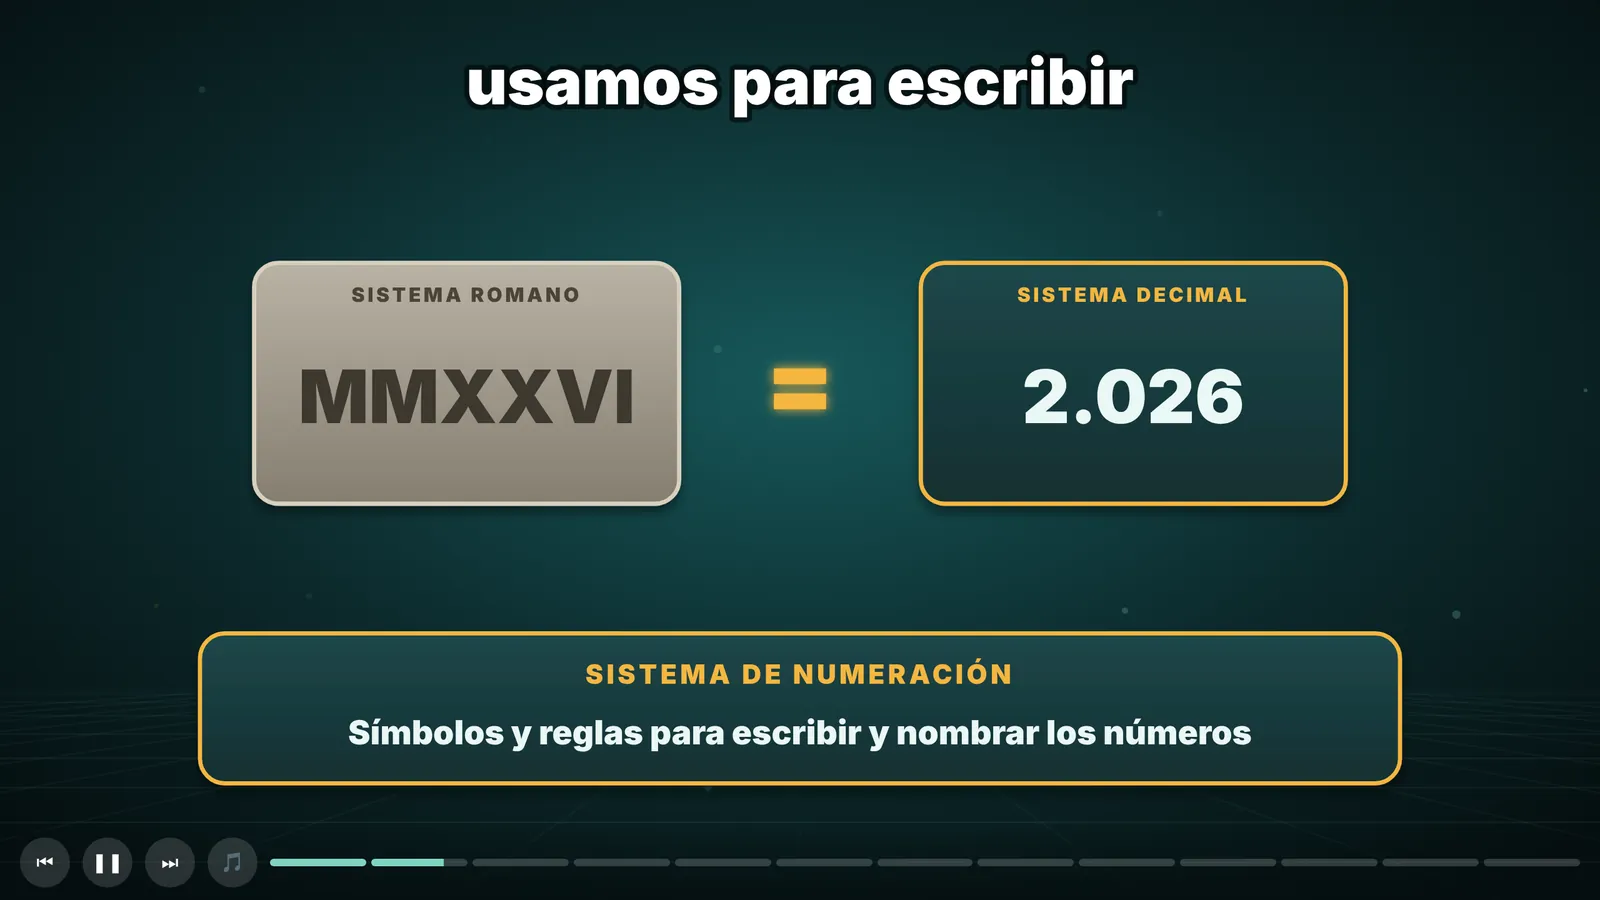 usamos para escribir
SISTEMA ROMANO
MMXXVI
=
SISTEMA DECIMAL
2.026
SISTEMA DE NUMERACIÓN
Símbolos y reglas para escribir y nombrar los números